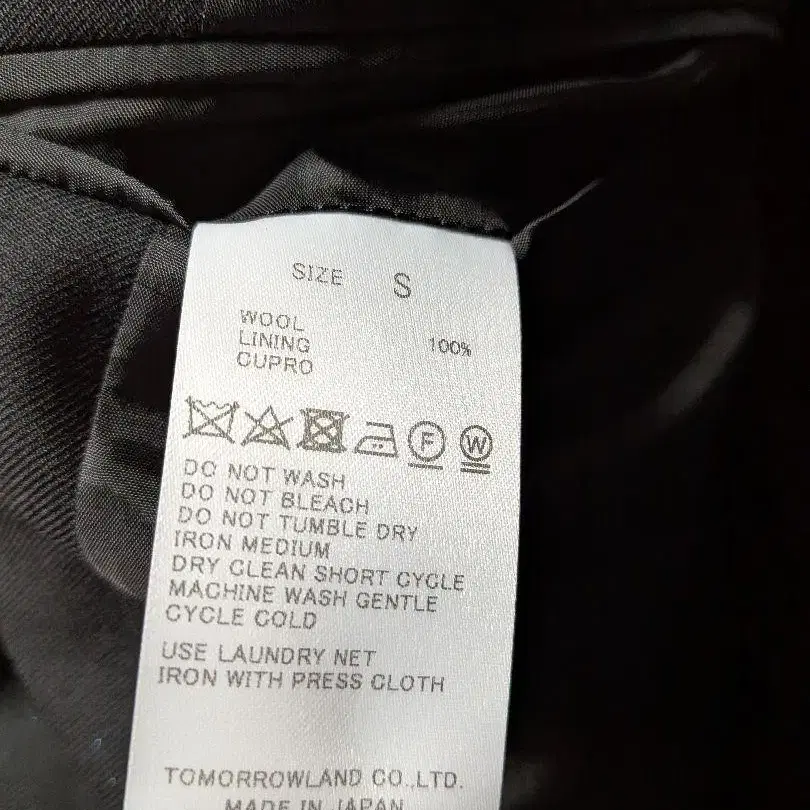 SIZE S
WOOL
LINING 100%
CUPRO
F W
DO NOT WASH
DO NOT BLEACH
DO NOT TUMBLE DRY
IRON MEDIUM
DRY CLEAN SHORT CYCLE
MACHINE WASH GENTLE
CYCLE COLD
USE LAUNDRY NET
IRON WITH PRESS CLOTH
TOMORROWLAND CO.,LTD.
MADE IN JAPAN